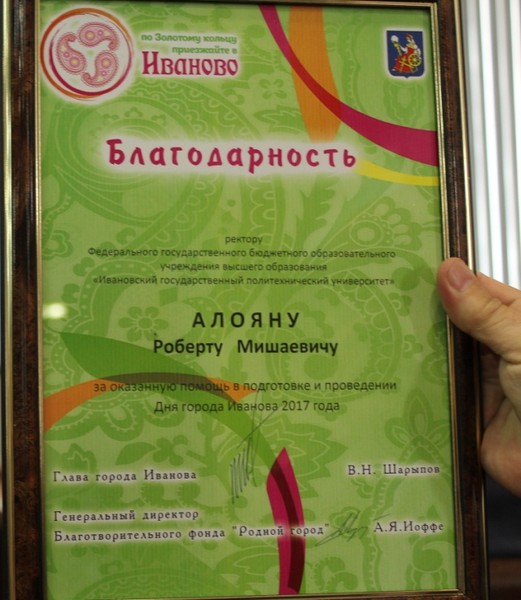 по Золотому кольцу
приезжайте в
Иваново
Благодарность
ректору
Федерального государственного бюджетного образовательного
учреждения высшего образования
«Ивановский государственный политехнический университет»
АЛОЯНУ
Роберту Мишаевичу
за оказанную помощь в подготовке и проведении
Дня города Иванова 2017 года
Глава города Иванова В.Н. Шарыпов
Генеральный директор
Благотворительного фонда "Родной город" А.Я.Иоффе